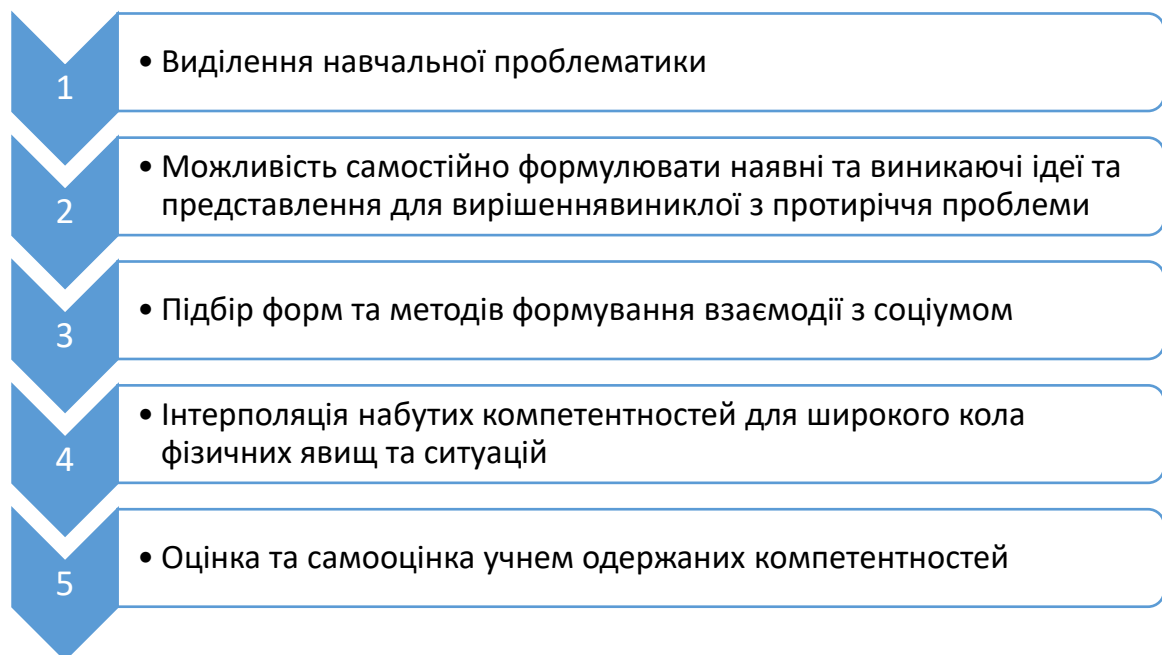 1
• Виділення навчальної проблематики
2
• Можливість самостійно формулювати наявні та виникаючі ідеї та
представлення для вирішеннявиниклої з протиріччя проблеми
3
• Підбір форм та методів формування взаємодії з соціумом
4
• Інтерполяція набутих компетентностей для широкого кола
фізичних явищ та ситуацій
5
• Оцінка та самооцінка учнем одержаних компетентностей